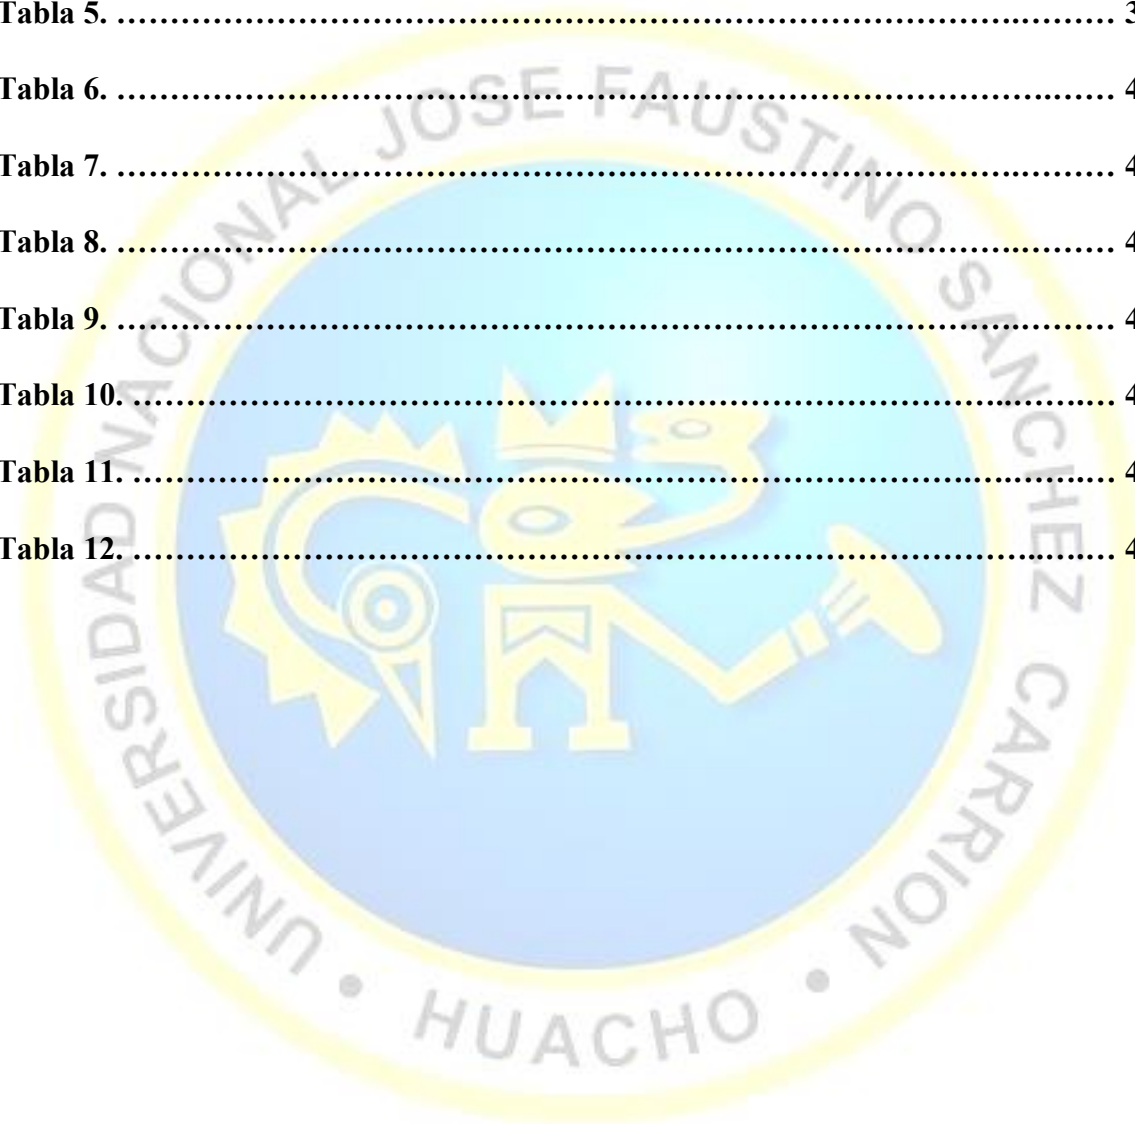 Tabla 5. ……………………………………………………………………………..……… 3
Tabla 6. ………………………………………………………………………………..…… 4
Tabla 7. ……………………………………………………………………………..……… 4
Tabla 8. ………………………………………………………………………………..…… 4
Tabla 9. ……………………………………………………………………………..……… 4
Tabla 10. ……………………………………………………………………………..…….. 4
Tabla 11. …………………………………………………………………………..…..…… 4
Tabla 12. ………………………………………………………………………………..….. 4
UNIVERSIDAD NACIONAL JOSE FAUSTINO SANCHEZ CARRION
• HUACHO •